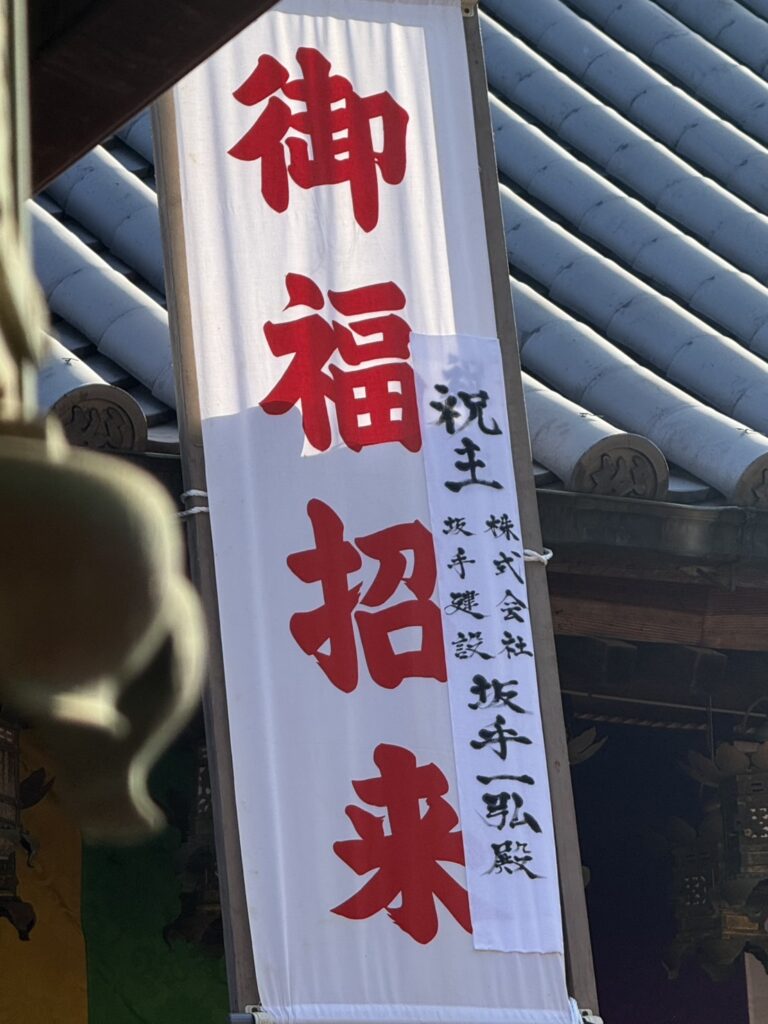 御福招来
祝主
株式会社
坂手建設
坂手一弘殿